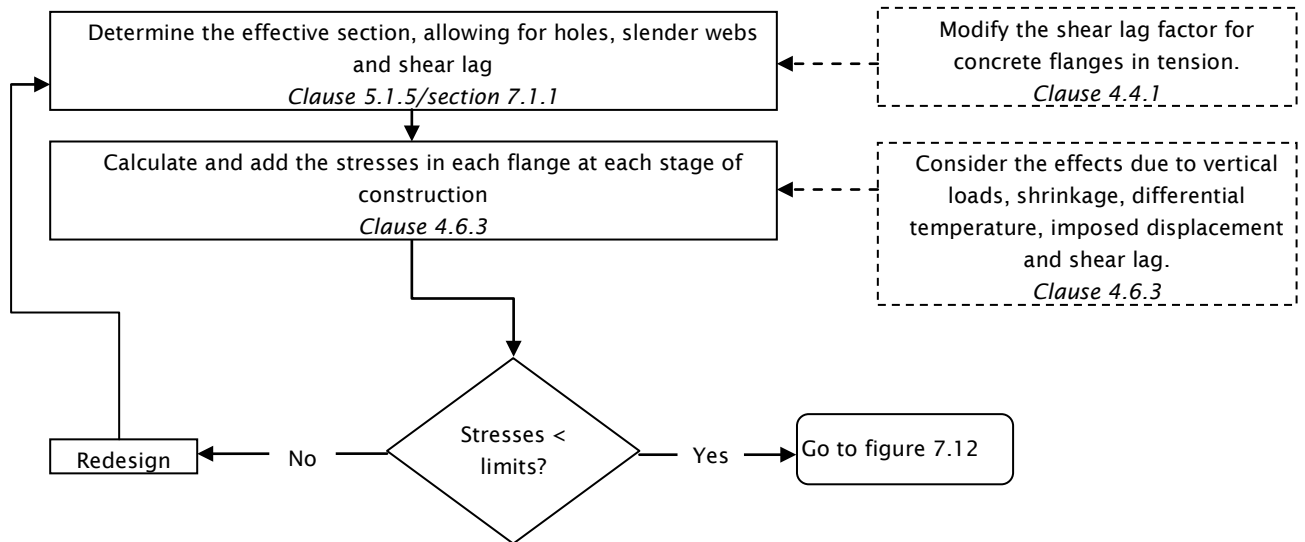 Determine the effective section, allowing for holes, slender webs
and shear lag
Clause 5.1.5/section 7.1.1
Modify the shear lag factor for
concrete flanges in tension.
Clause 4.4.1
Calculate and add the stresses in each flange at each stage of
construction
Clause 4.6.3
Consider the effects due to vertical
loads, shrinkage, differential
temperature, imposed displacement
and shear lag.
Clause 4.6.3
Stresses <
limits?
No
Redesign
Yes
Go to figure 7.12